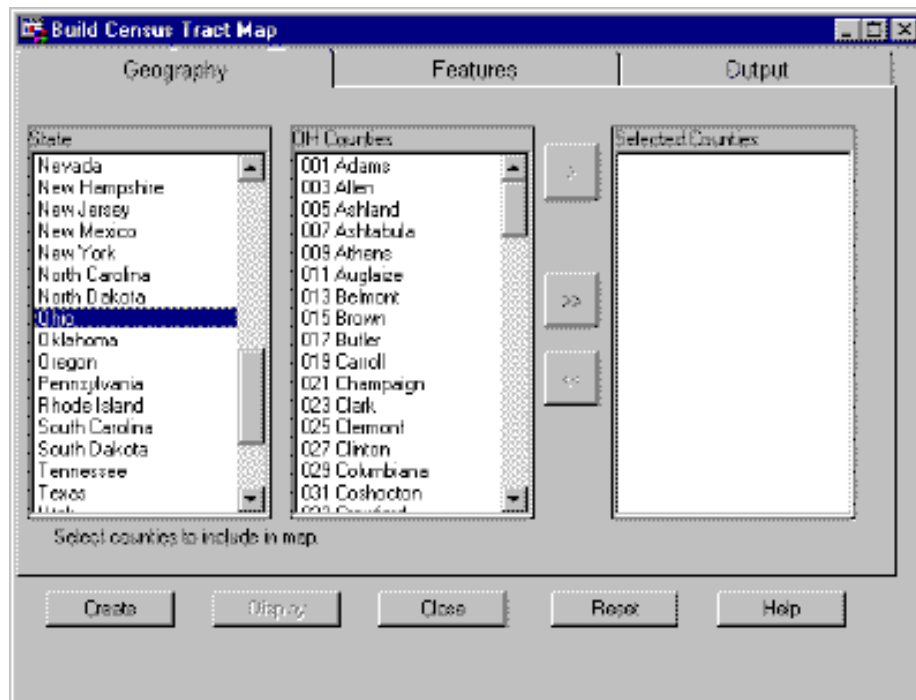 Build Census Tract Map
Geography
Features
Output
State
OH Counties
Selected Counties
Nevada
New Hampshire
New Jersey
New Mexico
New York
North Carolina
North Dakota
Ohio
Oklahoma
Oregon
Pennsylvania
Rhode Island
South Carolina
South Dakota
Tennessee
Texas
Utah
001 Adams
003 Allen
005 Ashland
007 Ashtabula
009 Athens
011 Auglaize
013 Belmont
015 Brown
017 Butler
019 Carroll
021 Champaign
023 Clark
025 Clermont
027 Clinton
029 Columbiana
031 Coshocton
033 Crawford
>
>>
<<
Select counties to include in map.
Create
Display
Close
Reset
Help